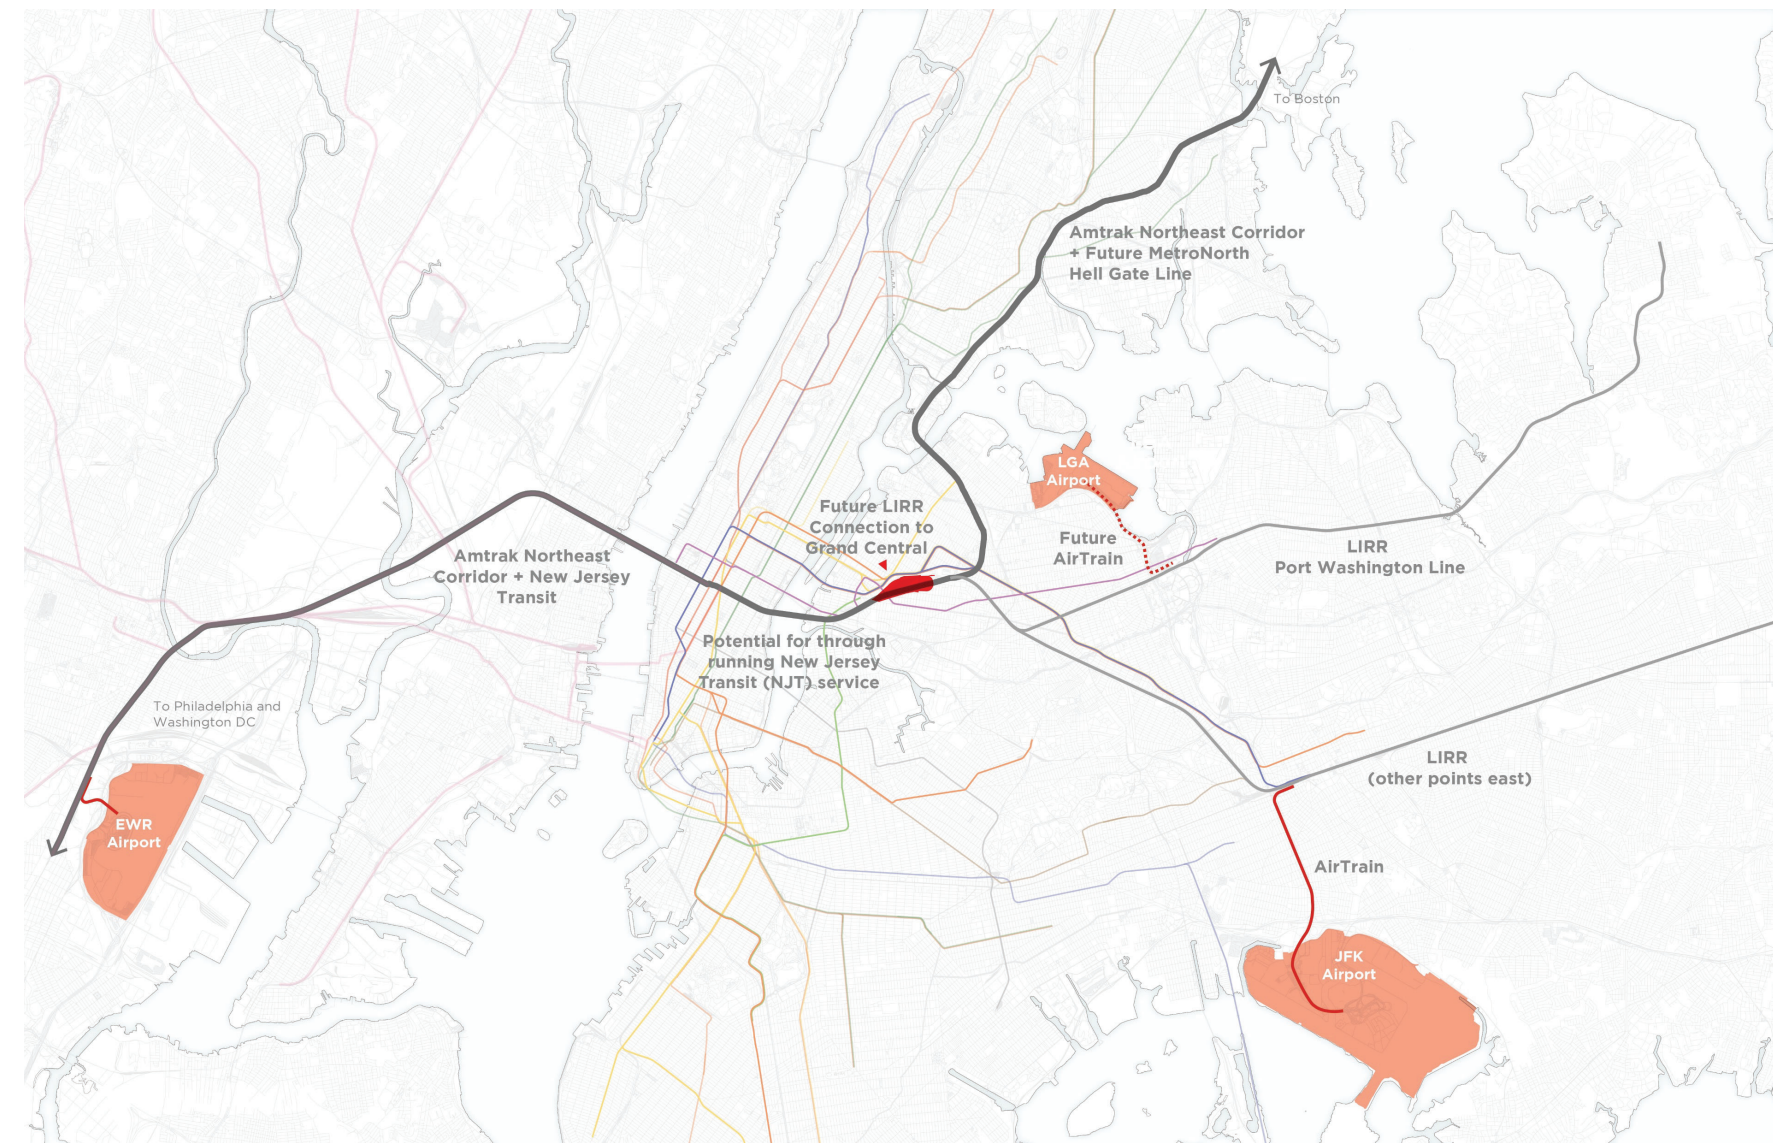 To Boston
Amtrak Northeast Corridor
+ Future MetroNorth
Hell Gate Line
LGA
Airport
Future LIRR
Connection to
Grand Central
Future
AirTrain
LIRR
Port Washington Line
Amtrak Northeast
Corridor + New Jersey
Transit
Potential for through
running New Jersey
Transit (NJT) service
To Philadelphia and
Washington DC
LIRR
(other points east)
EWR
Airport
AirTrain
JFK
Airport